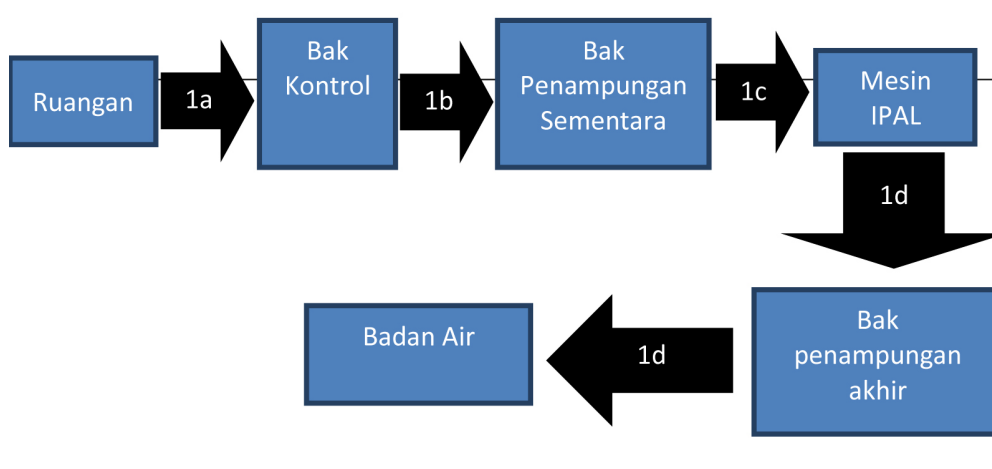 Ruangan
1a
Bak
Kontrol
1b
Bak
Penampungan
Sementara
1c
Mesin
IPAL
1d
Bak
penampungan
akhir
1d
Badan Air